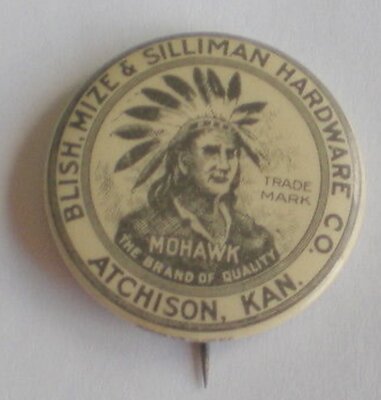 BLISH, MIZE & SILLIMAN HARDWARE CO.
TRADE
MARK
MOHAWK
THE BRAND OF QUALITY
ATCHISON, KAN.